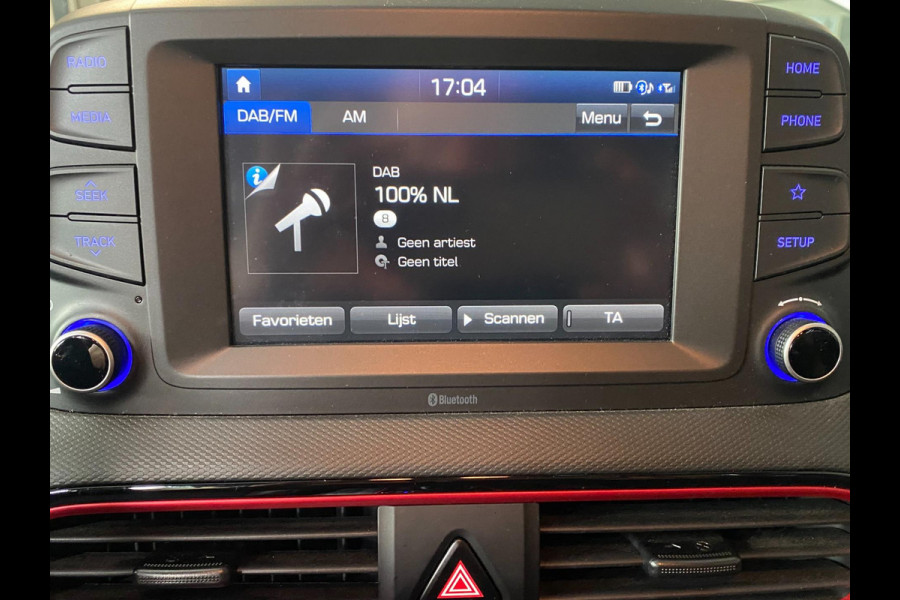 RADIO
MEDIA
SEEK
TRACK
17:04
DAB/FM AM Menu
DAB
100% NL
8
Geen artiest
Geen titel
Favorieten Lijst Scannen TA
HOME
PHONE
SETUP
Bluetooth